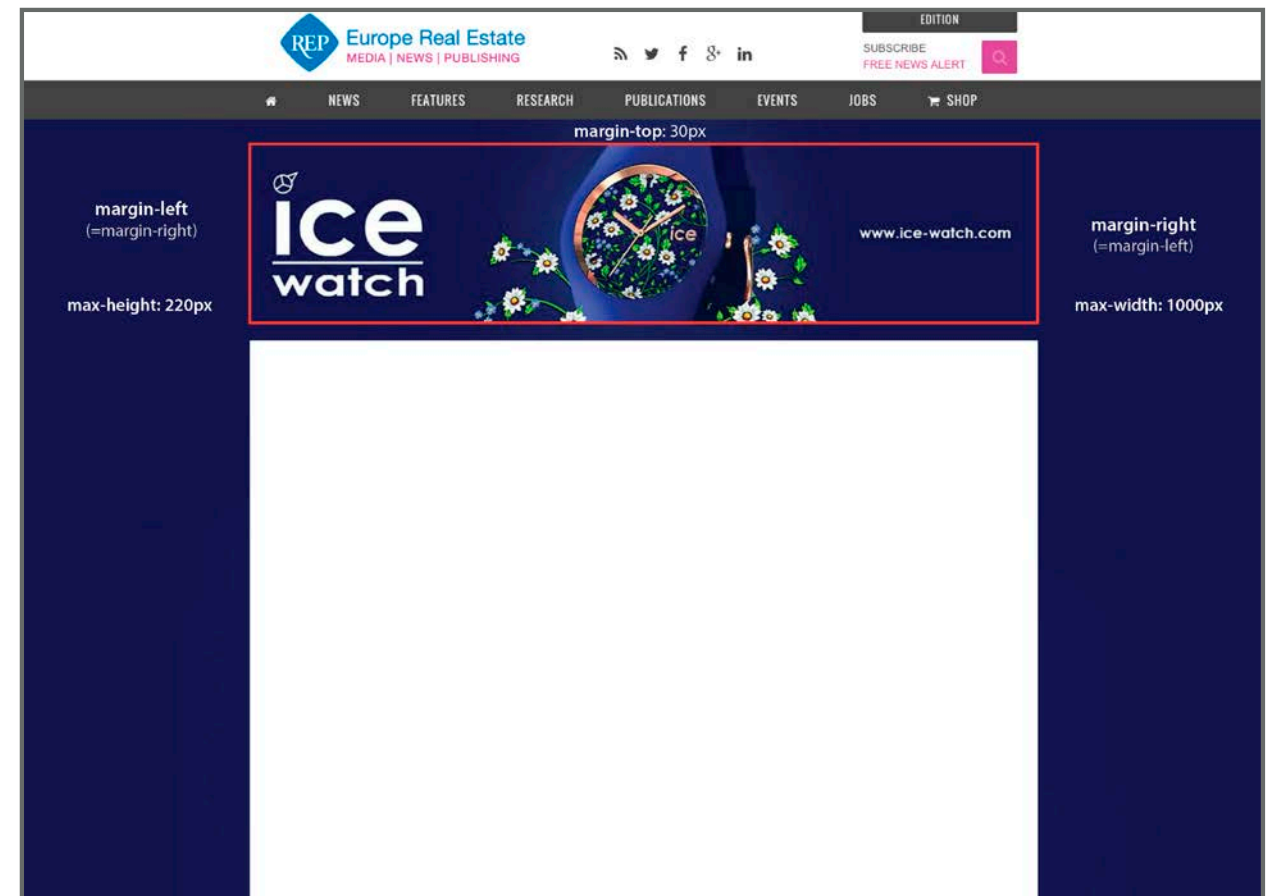 EDITION
REP
Europe Real Estate
MEDIA | NEWS | PUBLISHING
SUBSCRIBE
FREE NEWS ALERT
NEWS FEATURES RESEARCH PUBLICATIONS EVENTS JOBS SHOP
margin-top: 30px
margin-left
(=margin-right)
max-height: 220px
ice
watch
ice
www.ice-watch.com
margin-right
(=margin-left)
max-width: 1000px